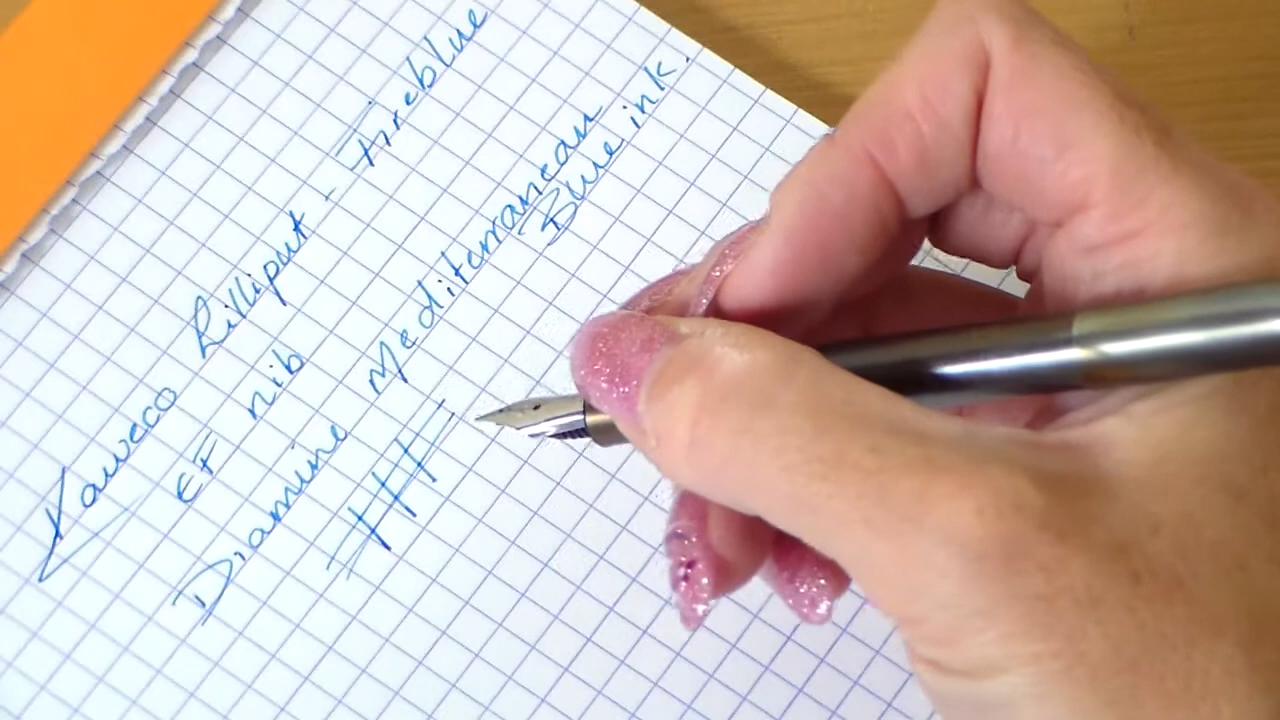 Kaweco Lilliput - Fireblue
EF nib
Diamine Mediterranean
Blue ink.